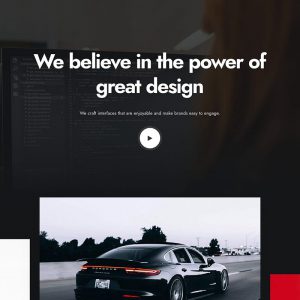 We believe in the power of
great design
We craft interfaces that are enjoyable and make brands easy to engage.
PORSCHE